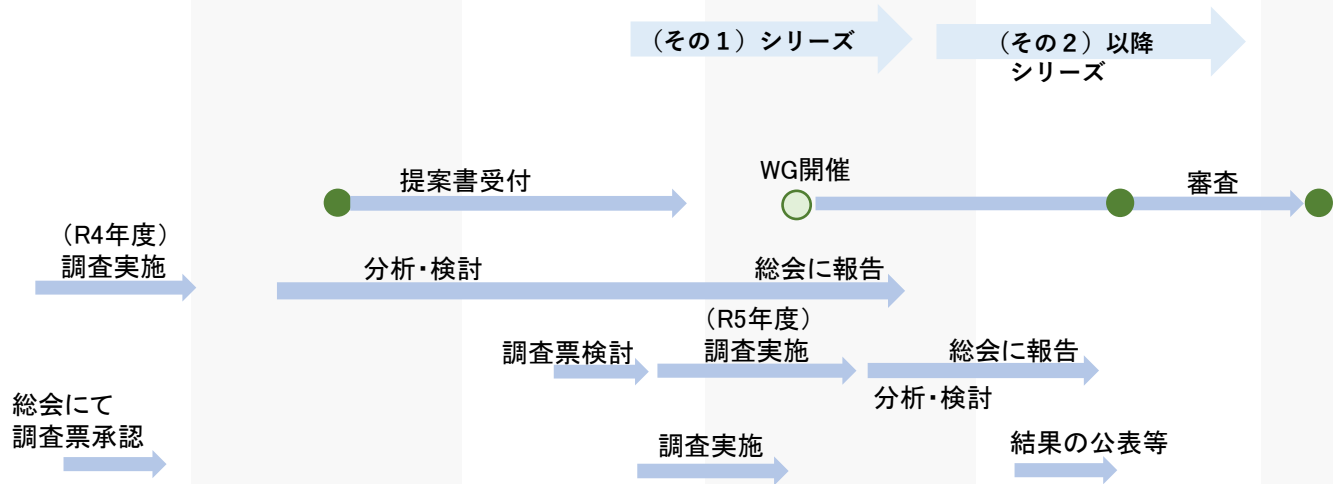 （その１）シリーズ
（その２）以降
シリーズ
提案書受付
WG開催
審査
（R4年度）
調査実施
分析・検討
総会に報告
（R5年度）
調査票検討
調査実施
総会に報告
分析・検討
総会にて
調査票承認
調査実施
結果の公表等